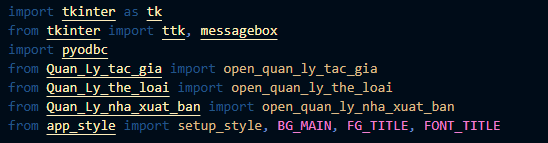 import tkinter as tk
from tkinter import ttk, messagebox
import pyodbc
from Quan_Ly_tac_gia import open_quan_ly_tac_gia
from Quan_Ly_the_loai import open_quan_ly_the_loai
from Quan_Ly_nha_xuat_ban import open_quan_ly_nha_xuat_ban
from app_style import setup_style, BG_MAIN, FG_TITLE, FONT_TITLE